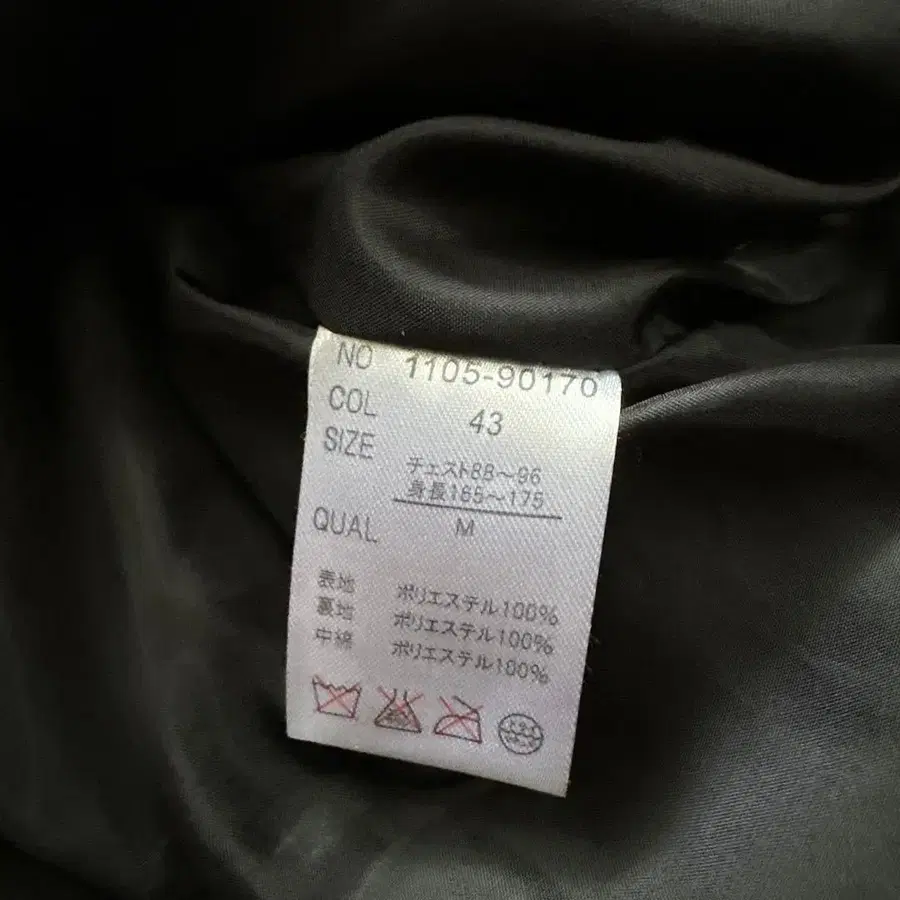 NO 1105-90170
COL 43
SIZE
チェスト88〜96
身長165〜175
M
QUAL
表地 ポリエステル100%
裏地 ポリエステル100%
中綿 ポリエステル100%